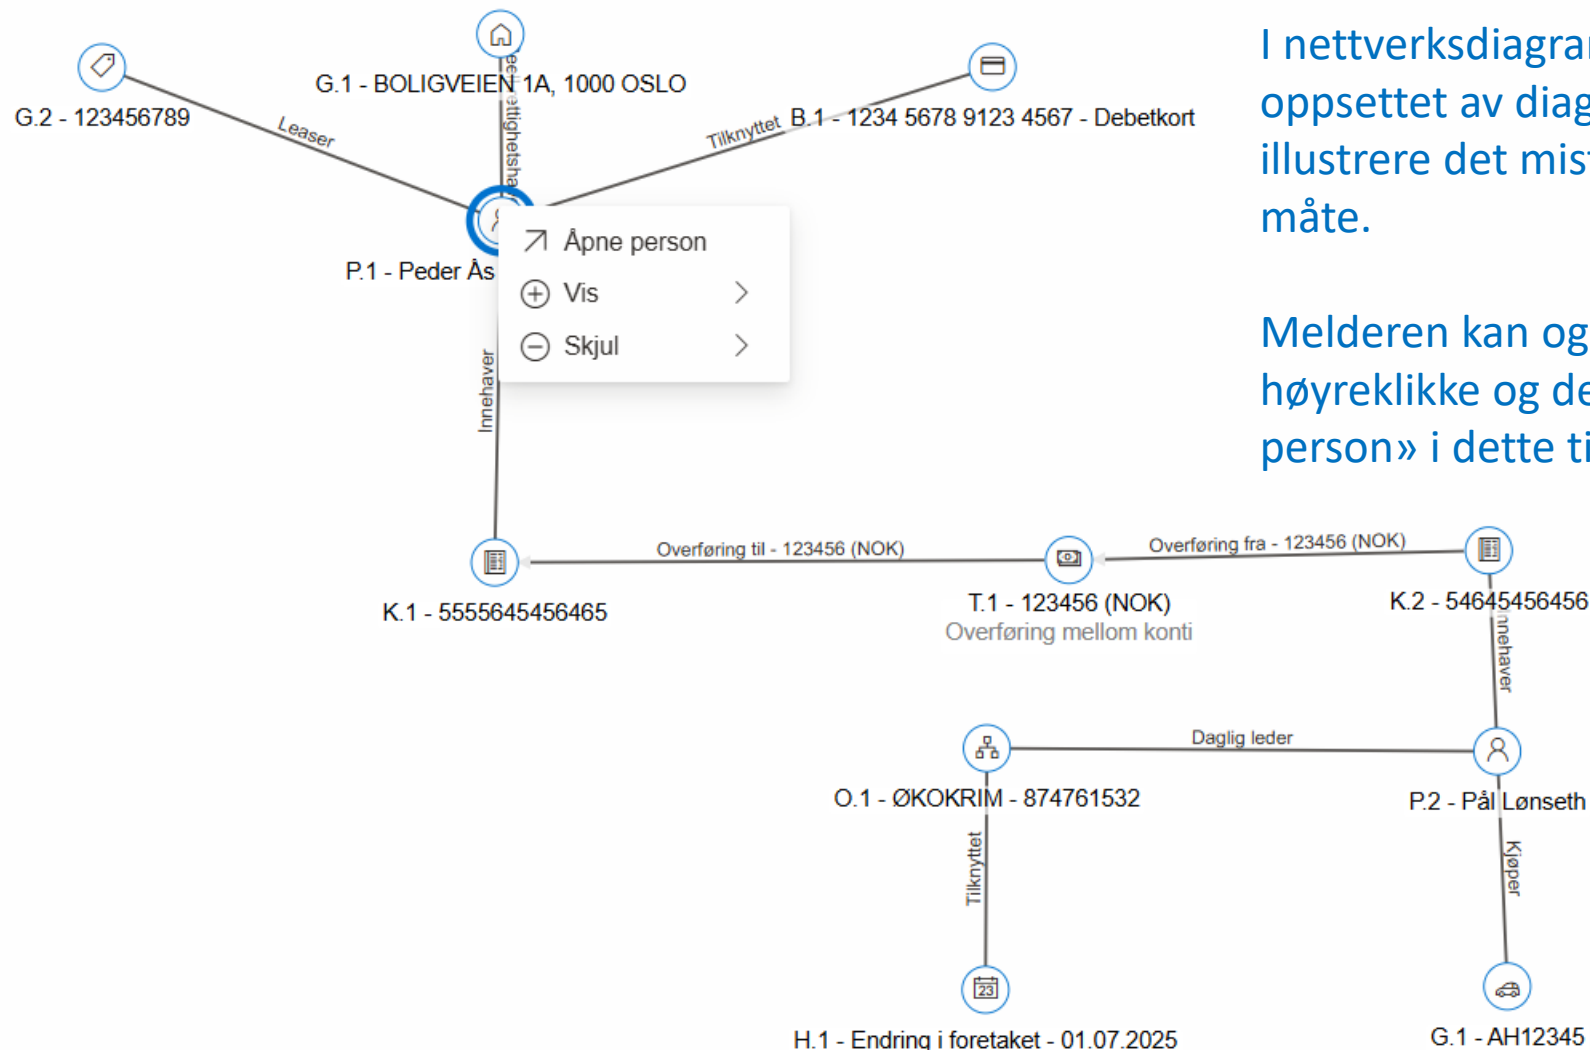 I nettverksdiagra
oppsettet av diag
illustrere det mis
måte.
Melderen kan og
høyreklikke og de
person» i dette ti
G.1 - BOLIGVEIEN 1A, 1000 OSLO
G.2 - 123456789
B.1 - 1234 5678 9123 4567 - Debetkort
Leaser
Tilknyttet
P.1 - Peder Ås
Åpne person
Vis
Skjul
Innehaver
Overføring til - 123456 (NOK)
Overføring fra - 123456 (NOK)
K.1 - 5555645456465
T.1 - 123456 (NOK)
Overføring mellom konti
K.2 - 54645456456
Innehaver
Daglig leder
O.1 - ØKOKRIM - 874761532
P.2 - Pål Lønseth
Tilknyttet
Kjøper
23
H.1 - Endring i foretaket - 01.07.2025
G.1 - AH12345